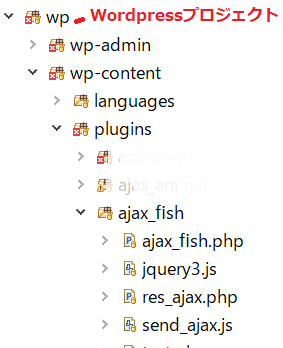 wp Wordpressプロジェクト
wp-admin
wp-content
languages
plugins
ajax_fish
ajax_fish.php
jquery3.js
res_ajax.php
send_ajax.js